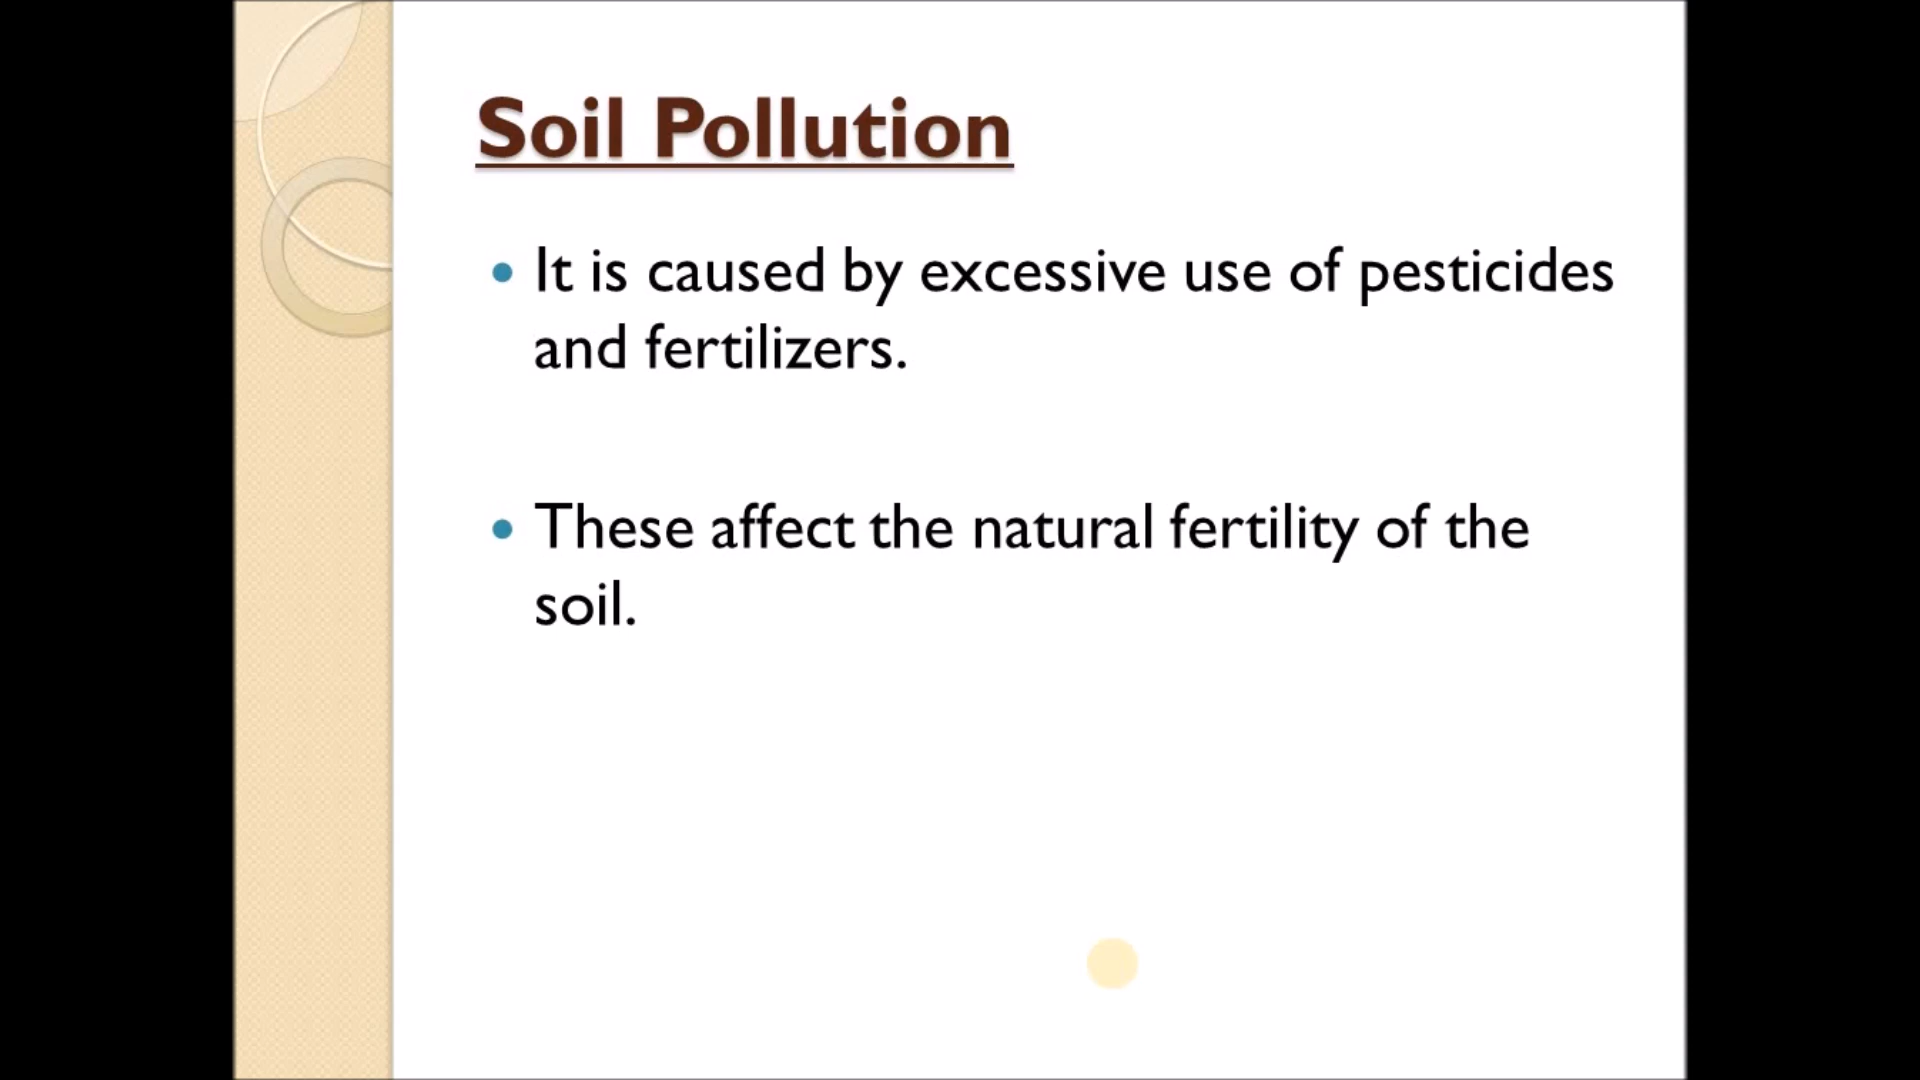 Soil Pollution
• It is caused by excessive use of pesticides
and fertilizers.
• These affect the natural fertility of the
soil.